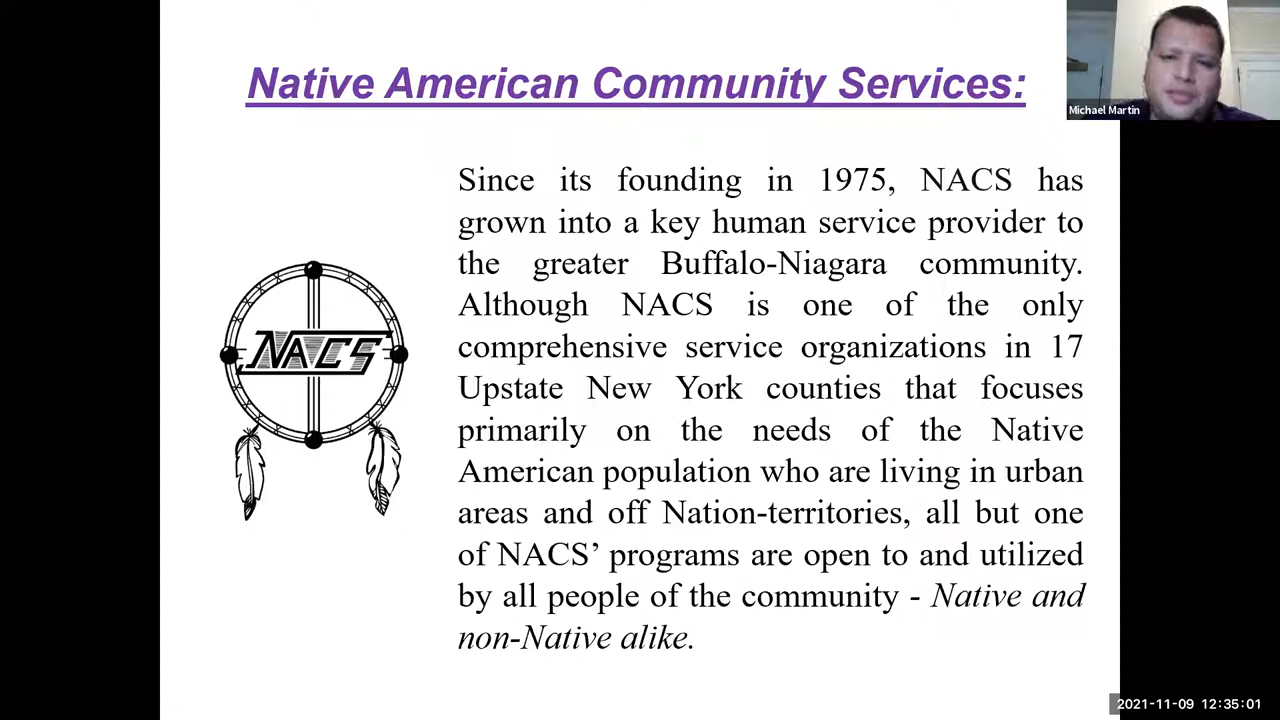 Native American Community Services:
Michael Martin
Since its founding in 1975, NACS has
grown into a key human service provider to
the greater Buffalo-Niagara community.
Although NACS is one of the only
comprehensive service organizations in 17
Upstate New York counties that focuses
primarily on the needs of the Native
American population who are living in urban
areas and off Nation-territories, all but one
of NACS’ programs are open to and utilized
by all people of the community - Native and
non-Native alike.
NACS
2021-11-09 12:35:01